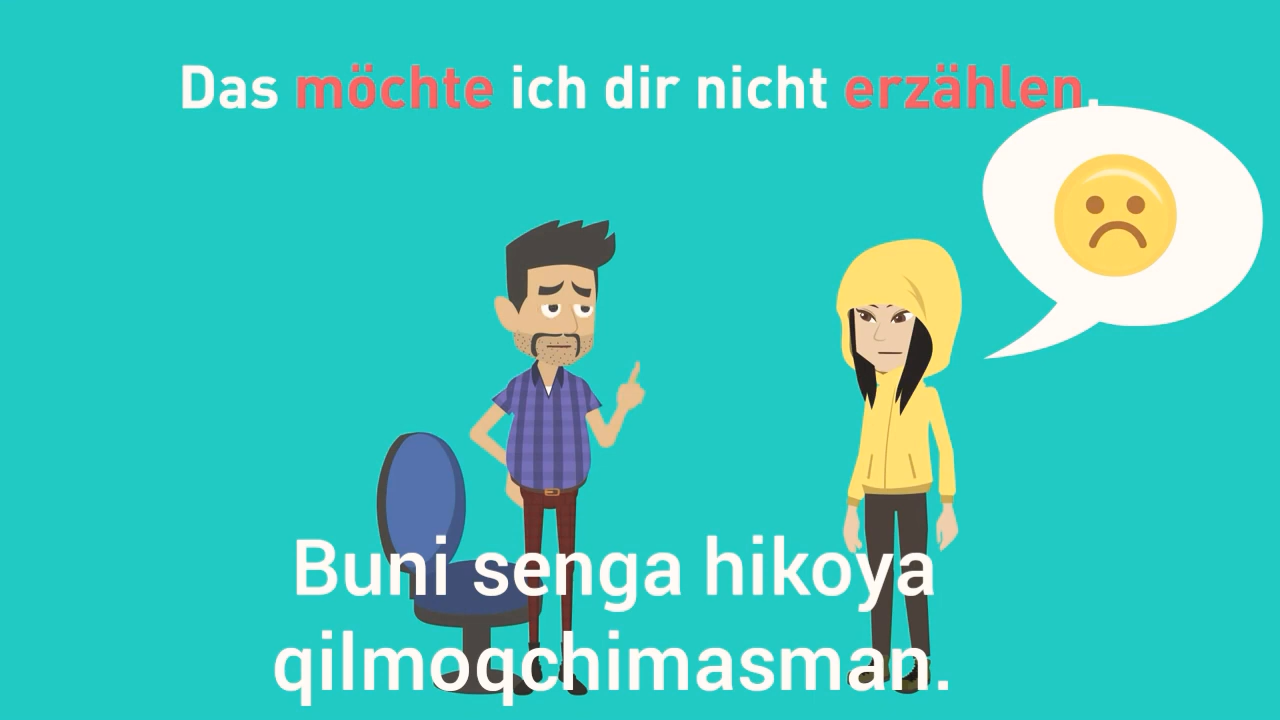 Das möchte ich dir nicht erzählen.
Buni senga hikoya
qilmoqchimasman.